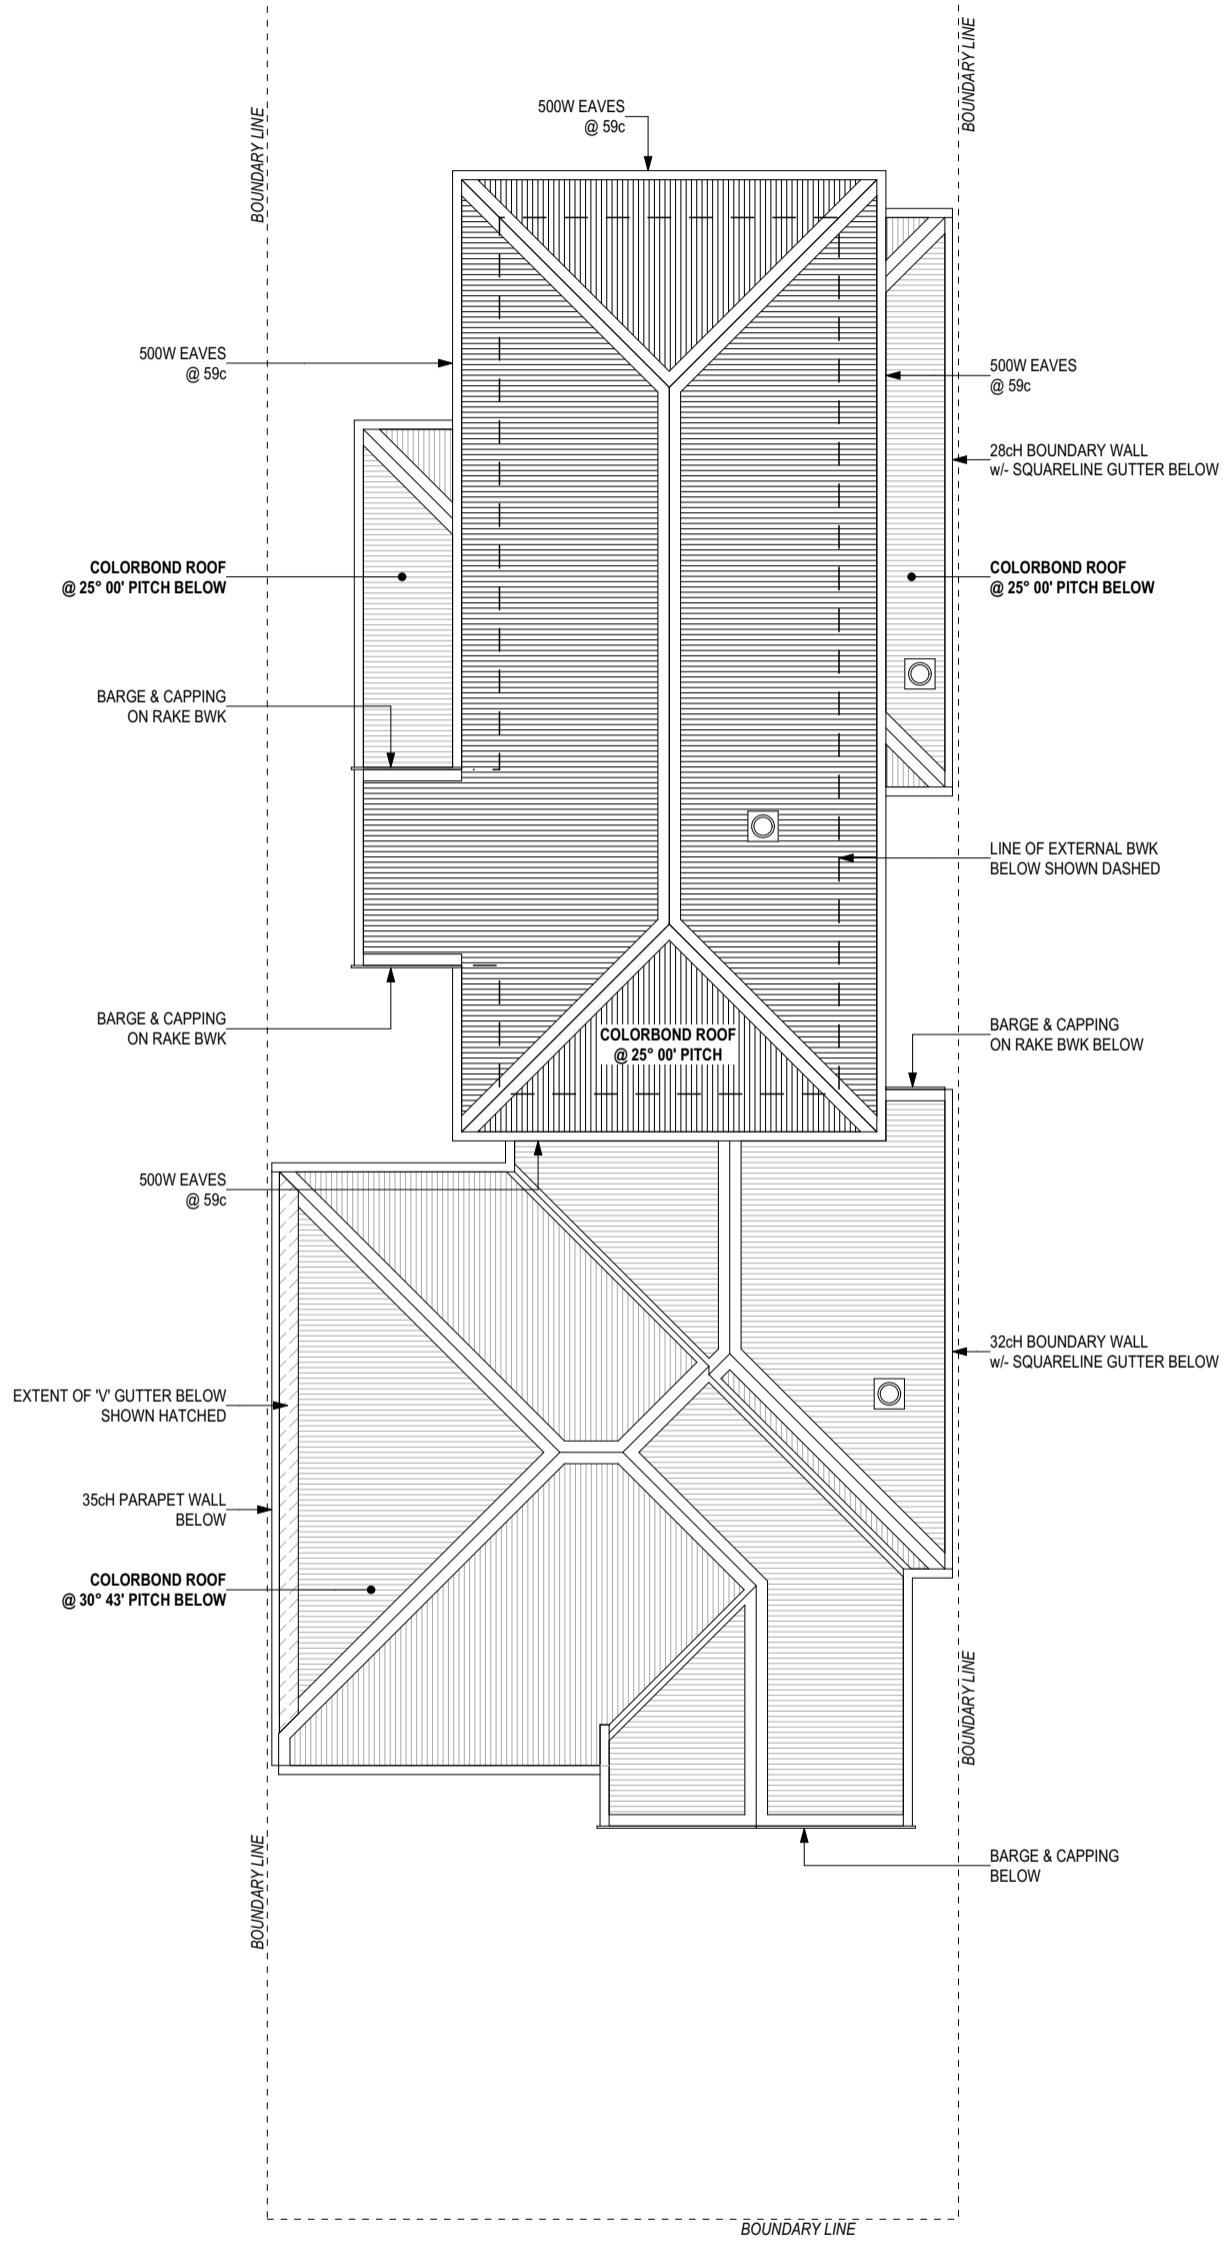 BOUNDARY LINE
BOUNDARY LINE
500W EAVES
@ 59c
500W EAVES
@ 59c
500W EAVES
@ 59c
28cH BOUNDARY WALL
w/- SQUARELINE GUTTER BELOW
COLORBOND ROOF
@ 25° 00' PITCH BELOW
COLORBOND ROOF
@ 25° 00' PITCH BELOW
BARGE & CAPPING
ON RAKE BWK
LINE OF EXTERNAL BWK
BELOW SHOWN DASHED
BARGE & CAPPING
ON RAKE BWK
COLORBOND ROOF
@ 25° 00' PITCH
BARGE & CAPPING
ON RAKE BWK BELOW
500W EAVES
@ 59c
32cH BOUNDARY WALL
w/- SQUARELINE GUTTER BELOW
EXTENT OF 'V' GUTTER BELOW
SHOWN HATCHED
35cH PARAPET WALL
BELOW
COLORBOND ROOF
@ 30° 43' PITCH BELOW
BOUNDARY LINE
BOUNDARY LINE
BARGE & CAPPING
BELOW
BOUNDARY LINE